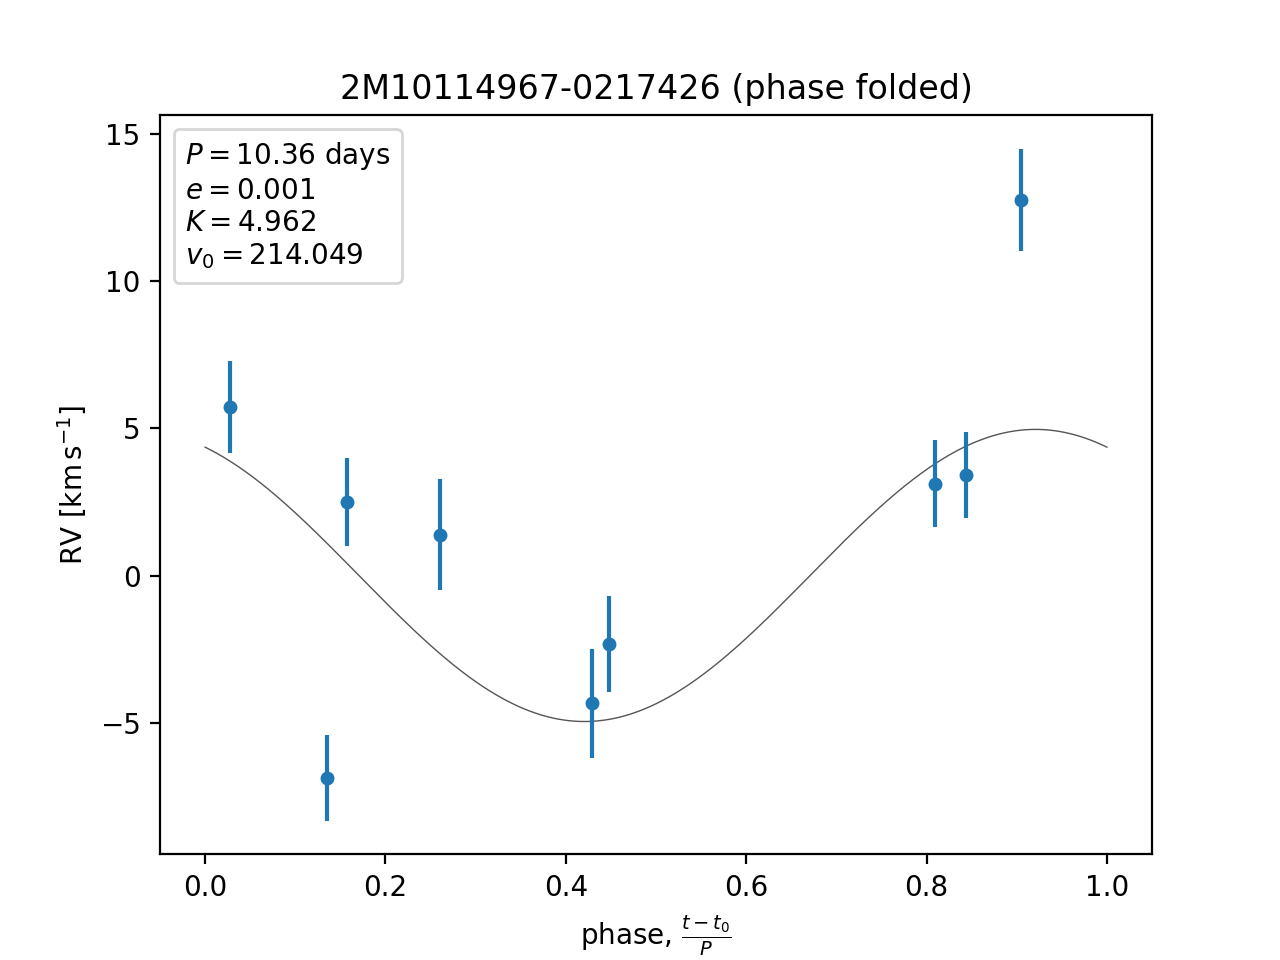 2M10114967-0217426 (phase folded)
P = 10.36 days
e = 0.001
K = 4.962
v₀ = 214.049
RV [km s⁻¹]
15
10
5
0
−5
0.0 0.2 0.4 0.6 0.8 1.0
phase, (t − t₀)/P